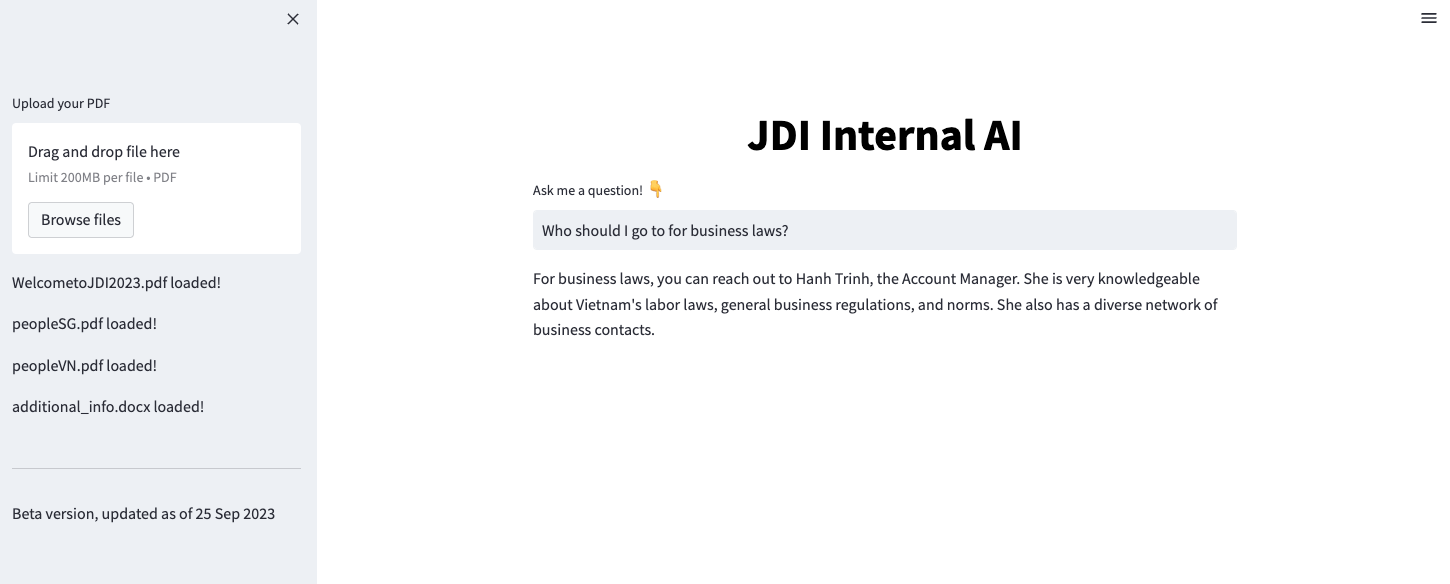 Upload your PDF
Drag and drop file here
Limit 200MB per file • PDF
Browse files
WelcometoJDI2023.pdf loaded!
peopleSG.pdf loaded!
peopleVN.pdf loaded!
additional_info.docx loaded!
Beta version, updated as of 25 Sep 2023
JDI Internal AI
Ask me a question! 👇
Who should I go to for business laws?
For business laws, you can reach out to Hanh Trinh, the Account Manager. She is very knowledgeable
about Vietnam's labor laws, general business regulations, and norms. She also has a diverse network of
business contacts.